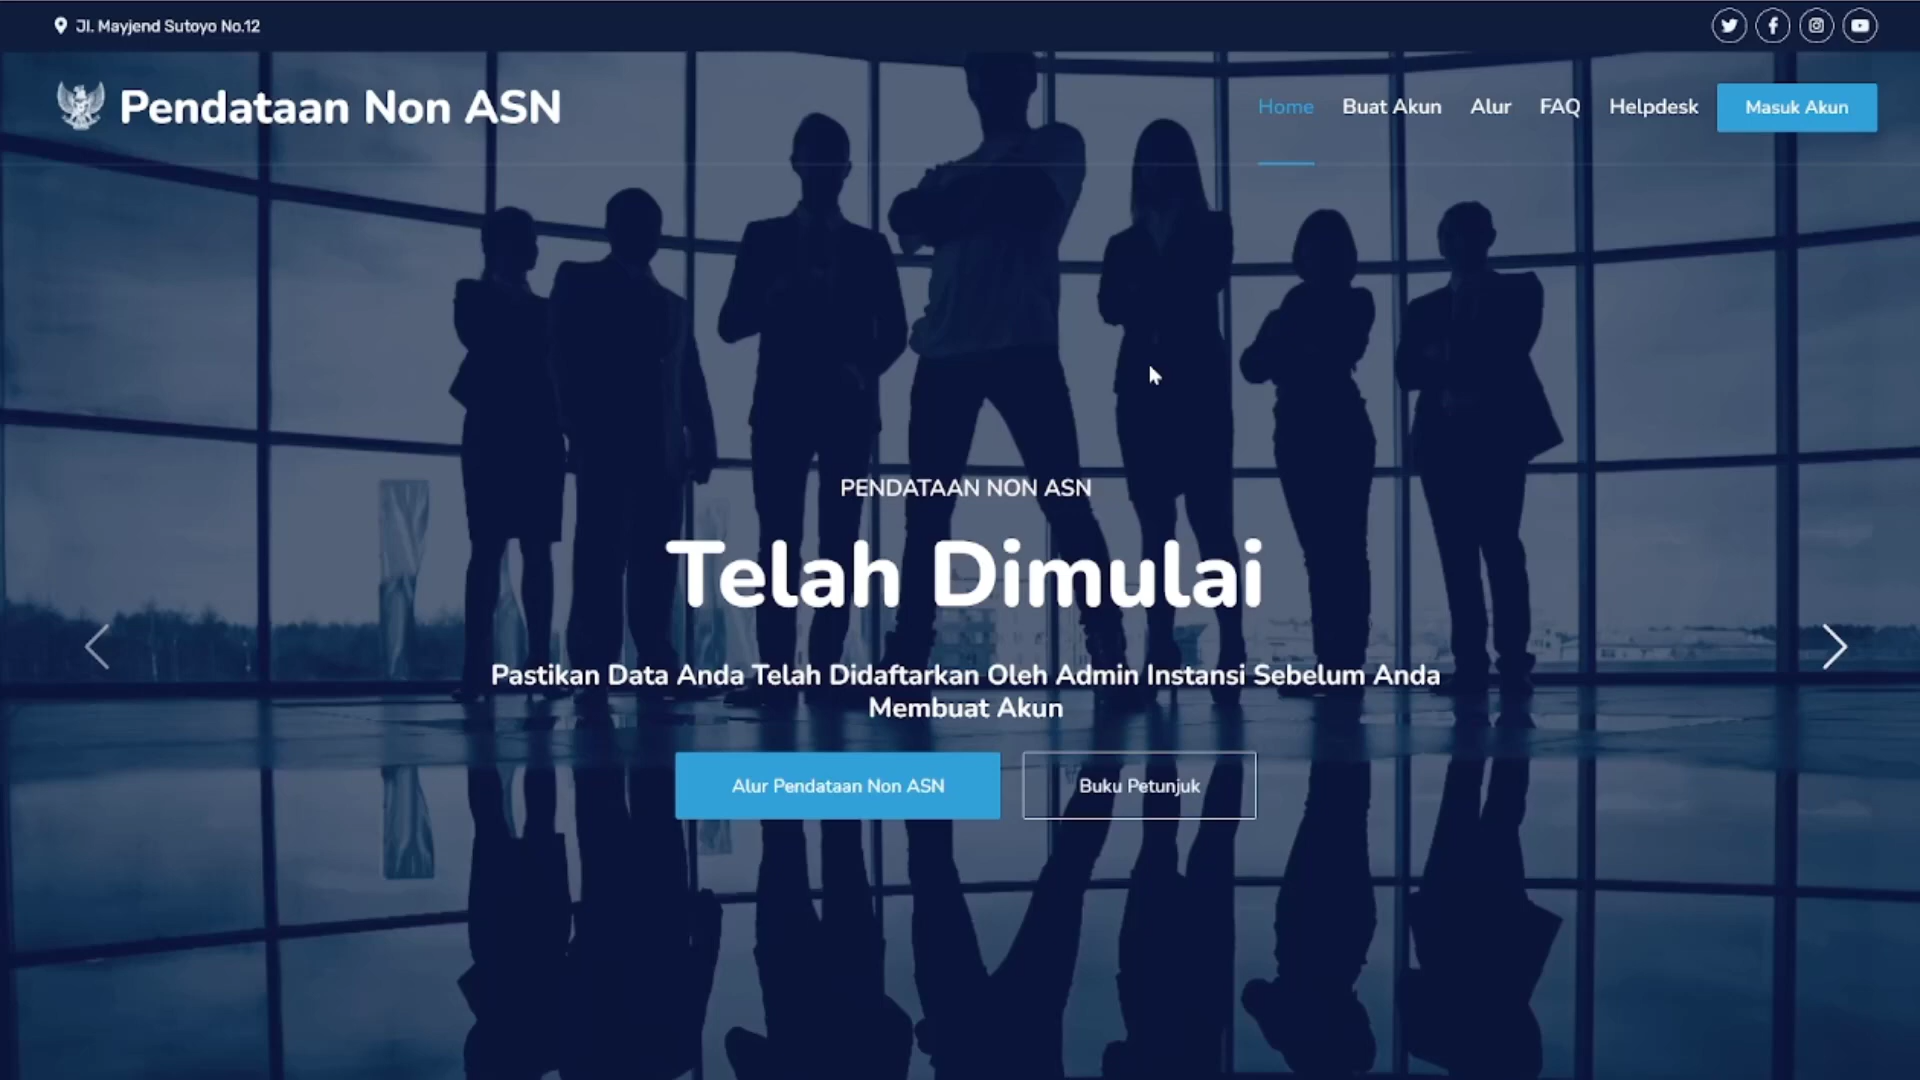 Jl. Mayjend Sutoyo No.12
Pendataan Non ASN
Home
Buat Akun
Alur
FAQ
Helpdesk
Masuk Akun
PENDATAAN NON ASN
Telah Dimulai
Pastikan Data Anda Telah Didaftarkan Oleh Admin Instansi Sebelum Anda
Membuat Akun
Alur Pendataan Non ASN
Buku Petunjuk